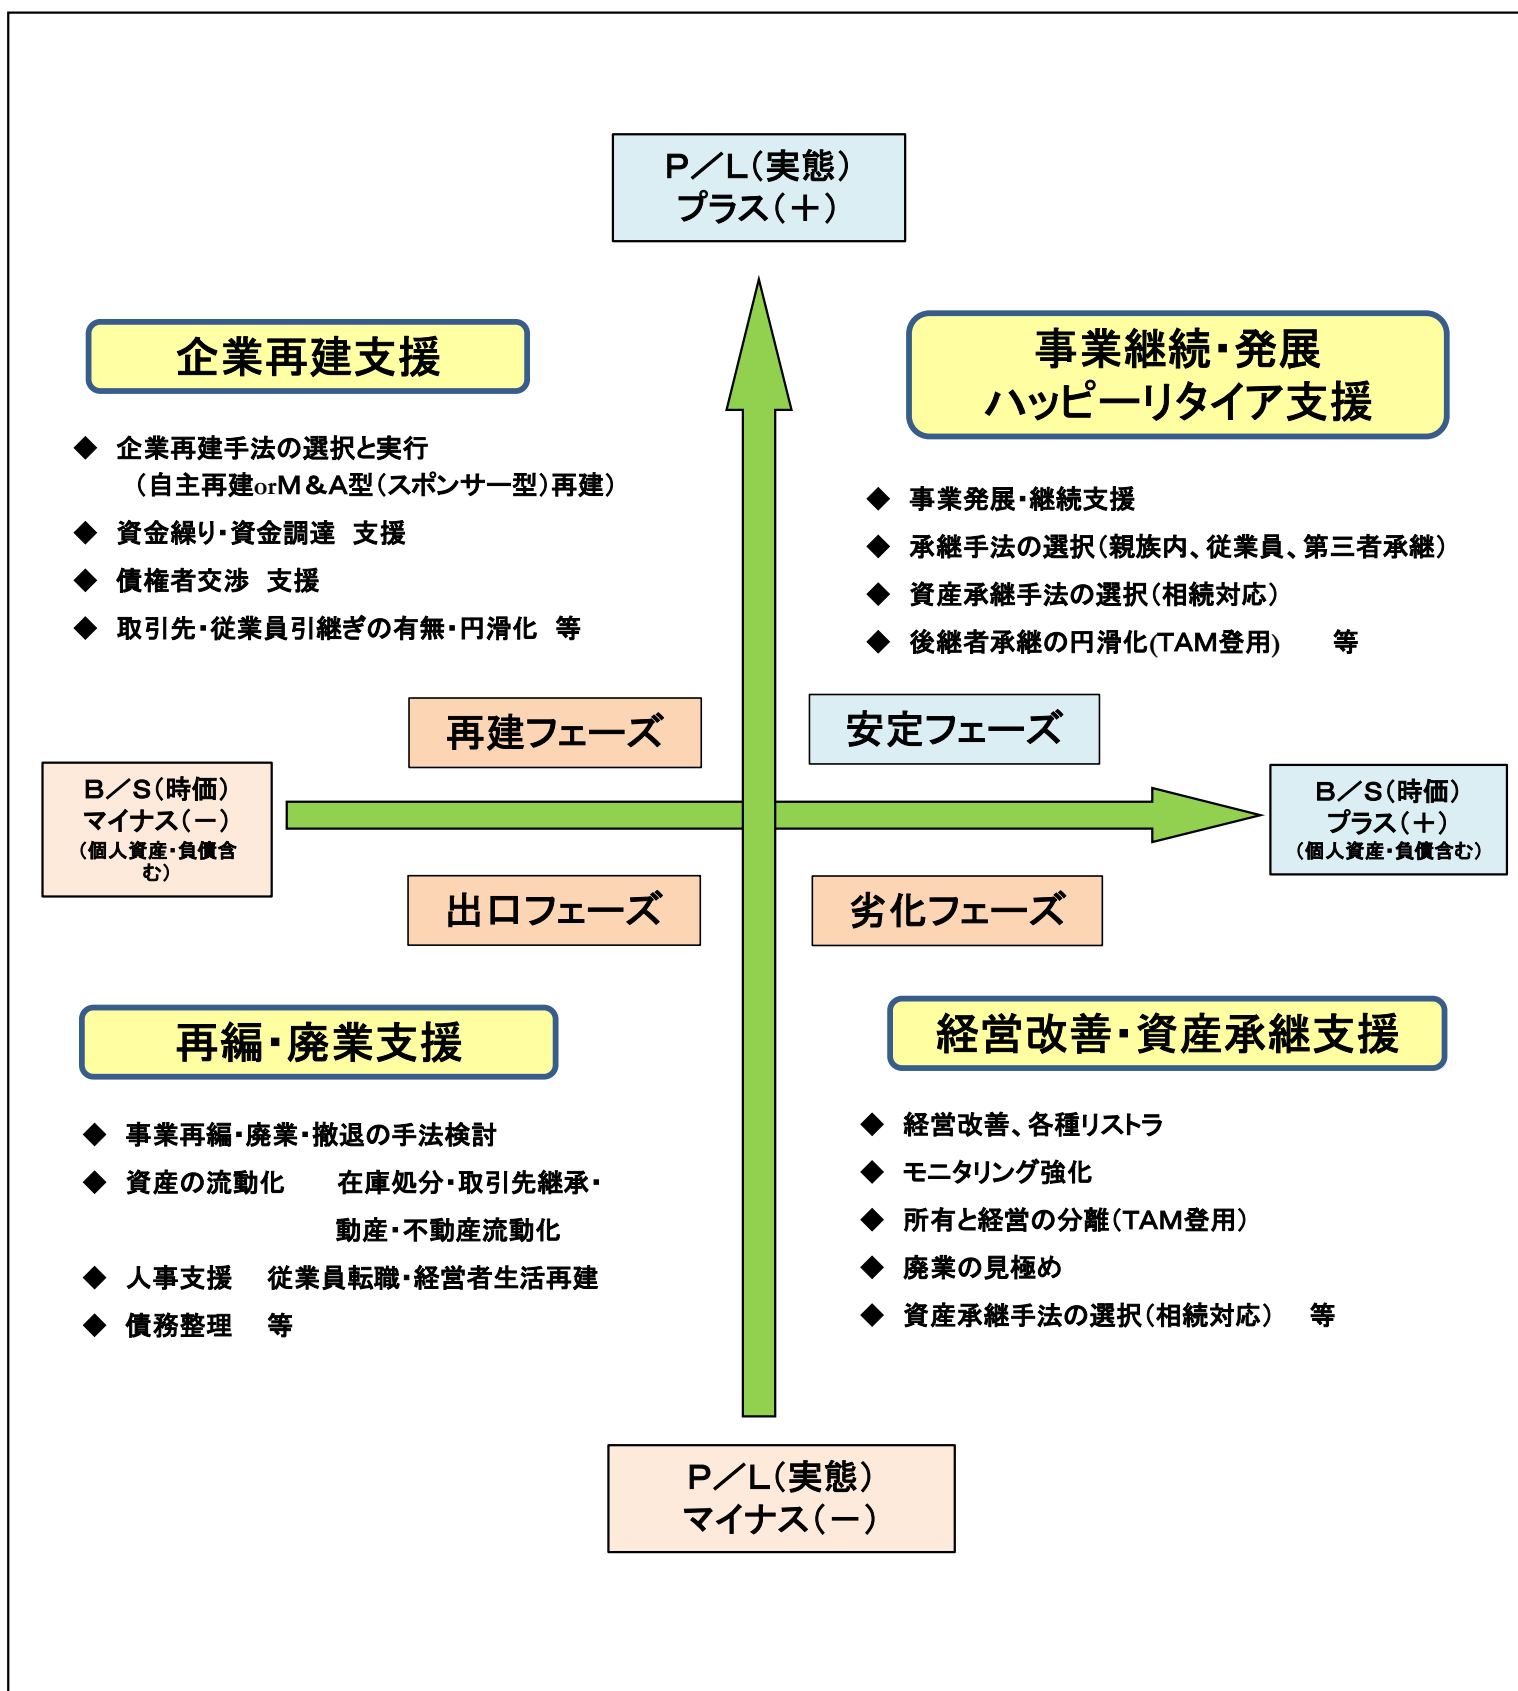 P/L(実態)
プラス(+)
企業再建支援
◆ 企業再建手法の選択と実行
(自主再建orM&A型(スポンサー型)再建)
◆ 資金繰り・資金調達 支援
◆ 債権者交渉 支援
◆ 取引先・従業員引継ぎの有無・円滑化 等
事業継続・発展
ハッピーリタイア支援
◆ 事業発展・継続支援
◆ 承継手法の選択(親族内、従業員、第三者承継)
◆ 資産承継手法の選択(相続対応)
◆ 後継者承継の円滑化(TAM登用) 等
再建フェーズ
安定フェーズ
B/S(時価)
マイナス(-)
(個人資産・負債含
む)
B/S(時価)
プラス(+)
(個人資産・負債含む)
出口フェーズ
劣化フェーズ
再編・廃業支援
◆ 事業再編・廃業・撤退の手法検討
◆ 資産の流動化 在庫処分・取引先継承・
動産・不動産流動化
◆ 人事支援 従業員転職・経営者生活再建
◆ 債務整理 等
経営改善・資産承継支援
◆ 経営改善、各種リストラ
◆ モニタリング強化
◆ 所有と経営の分離(TAM登用)
◆ 廃業の見極め
◆ 資産承継手法の選択(相続対応) 等
P/L(実態)
マイナス(-)